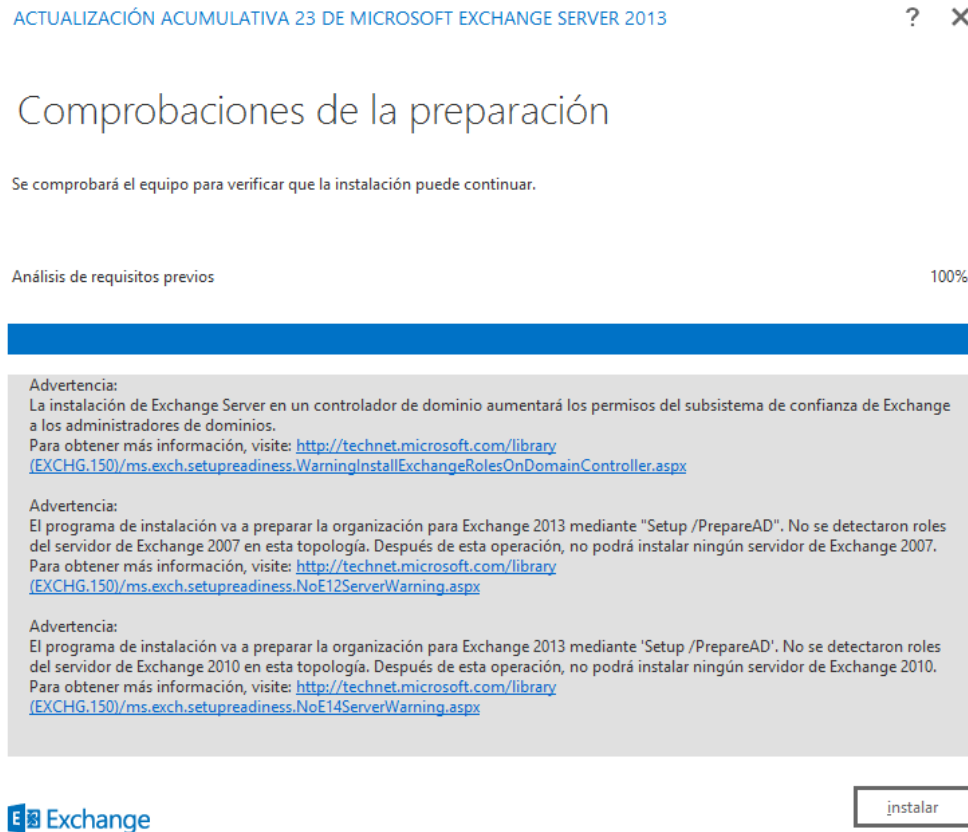 ACTUALIZACIÓN ACUMULATIVA 23 DE MICROSOFT EXCHANGE SERVER 2013
? ×
Comprobaciones de la preparación
Se comprobará el equipo para verificar que la instalación puede continuar.
Análisis de requisitos previos 100%
Advertencia:
La instalación de Exchange Server en un controlador de dominio aumentará los permisos del subsistema de confianza de Exchange
a los administradores de dominios.
Para obtener más información, visite: http://technet.microsoft.com/library
(EXCHG.150)/ms.exch.setupreadiness.WarningInstallExchangeRolesOnDomainController.aspx
Advertencia:
El programa de instalación va a preparar la organización para Exchange 2013 mediante "Setup /PrepareAD". No se detectaron roles
del servidor de Exchange 2007 en esta topología. Después de esta operación, no podrá instalar ningún servidor de Exchange 2007.
Para obtener más información, visite: http://technet.microsoft.com/library
(EXCHG.150)/ms.exch.setupreadiness.NoE12ServerWarning.aspx
Advertencia:
El programa de instalación va a preparar la organización para Exchange 2013 mediante 'Setup /PrepareAD'. No se detectaron roles
del servidor de Exchange 2010 en esta topología. Después de esta operación, no podrá instalar ningún servidor de Exchange 2010.
Para obtener más información, visite: http://technet.microsoft.com/library
(EXCHG.150)/ms.exch.setupreadiness.NoE14ServerWarning.aspx
E Exchange
instalar